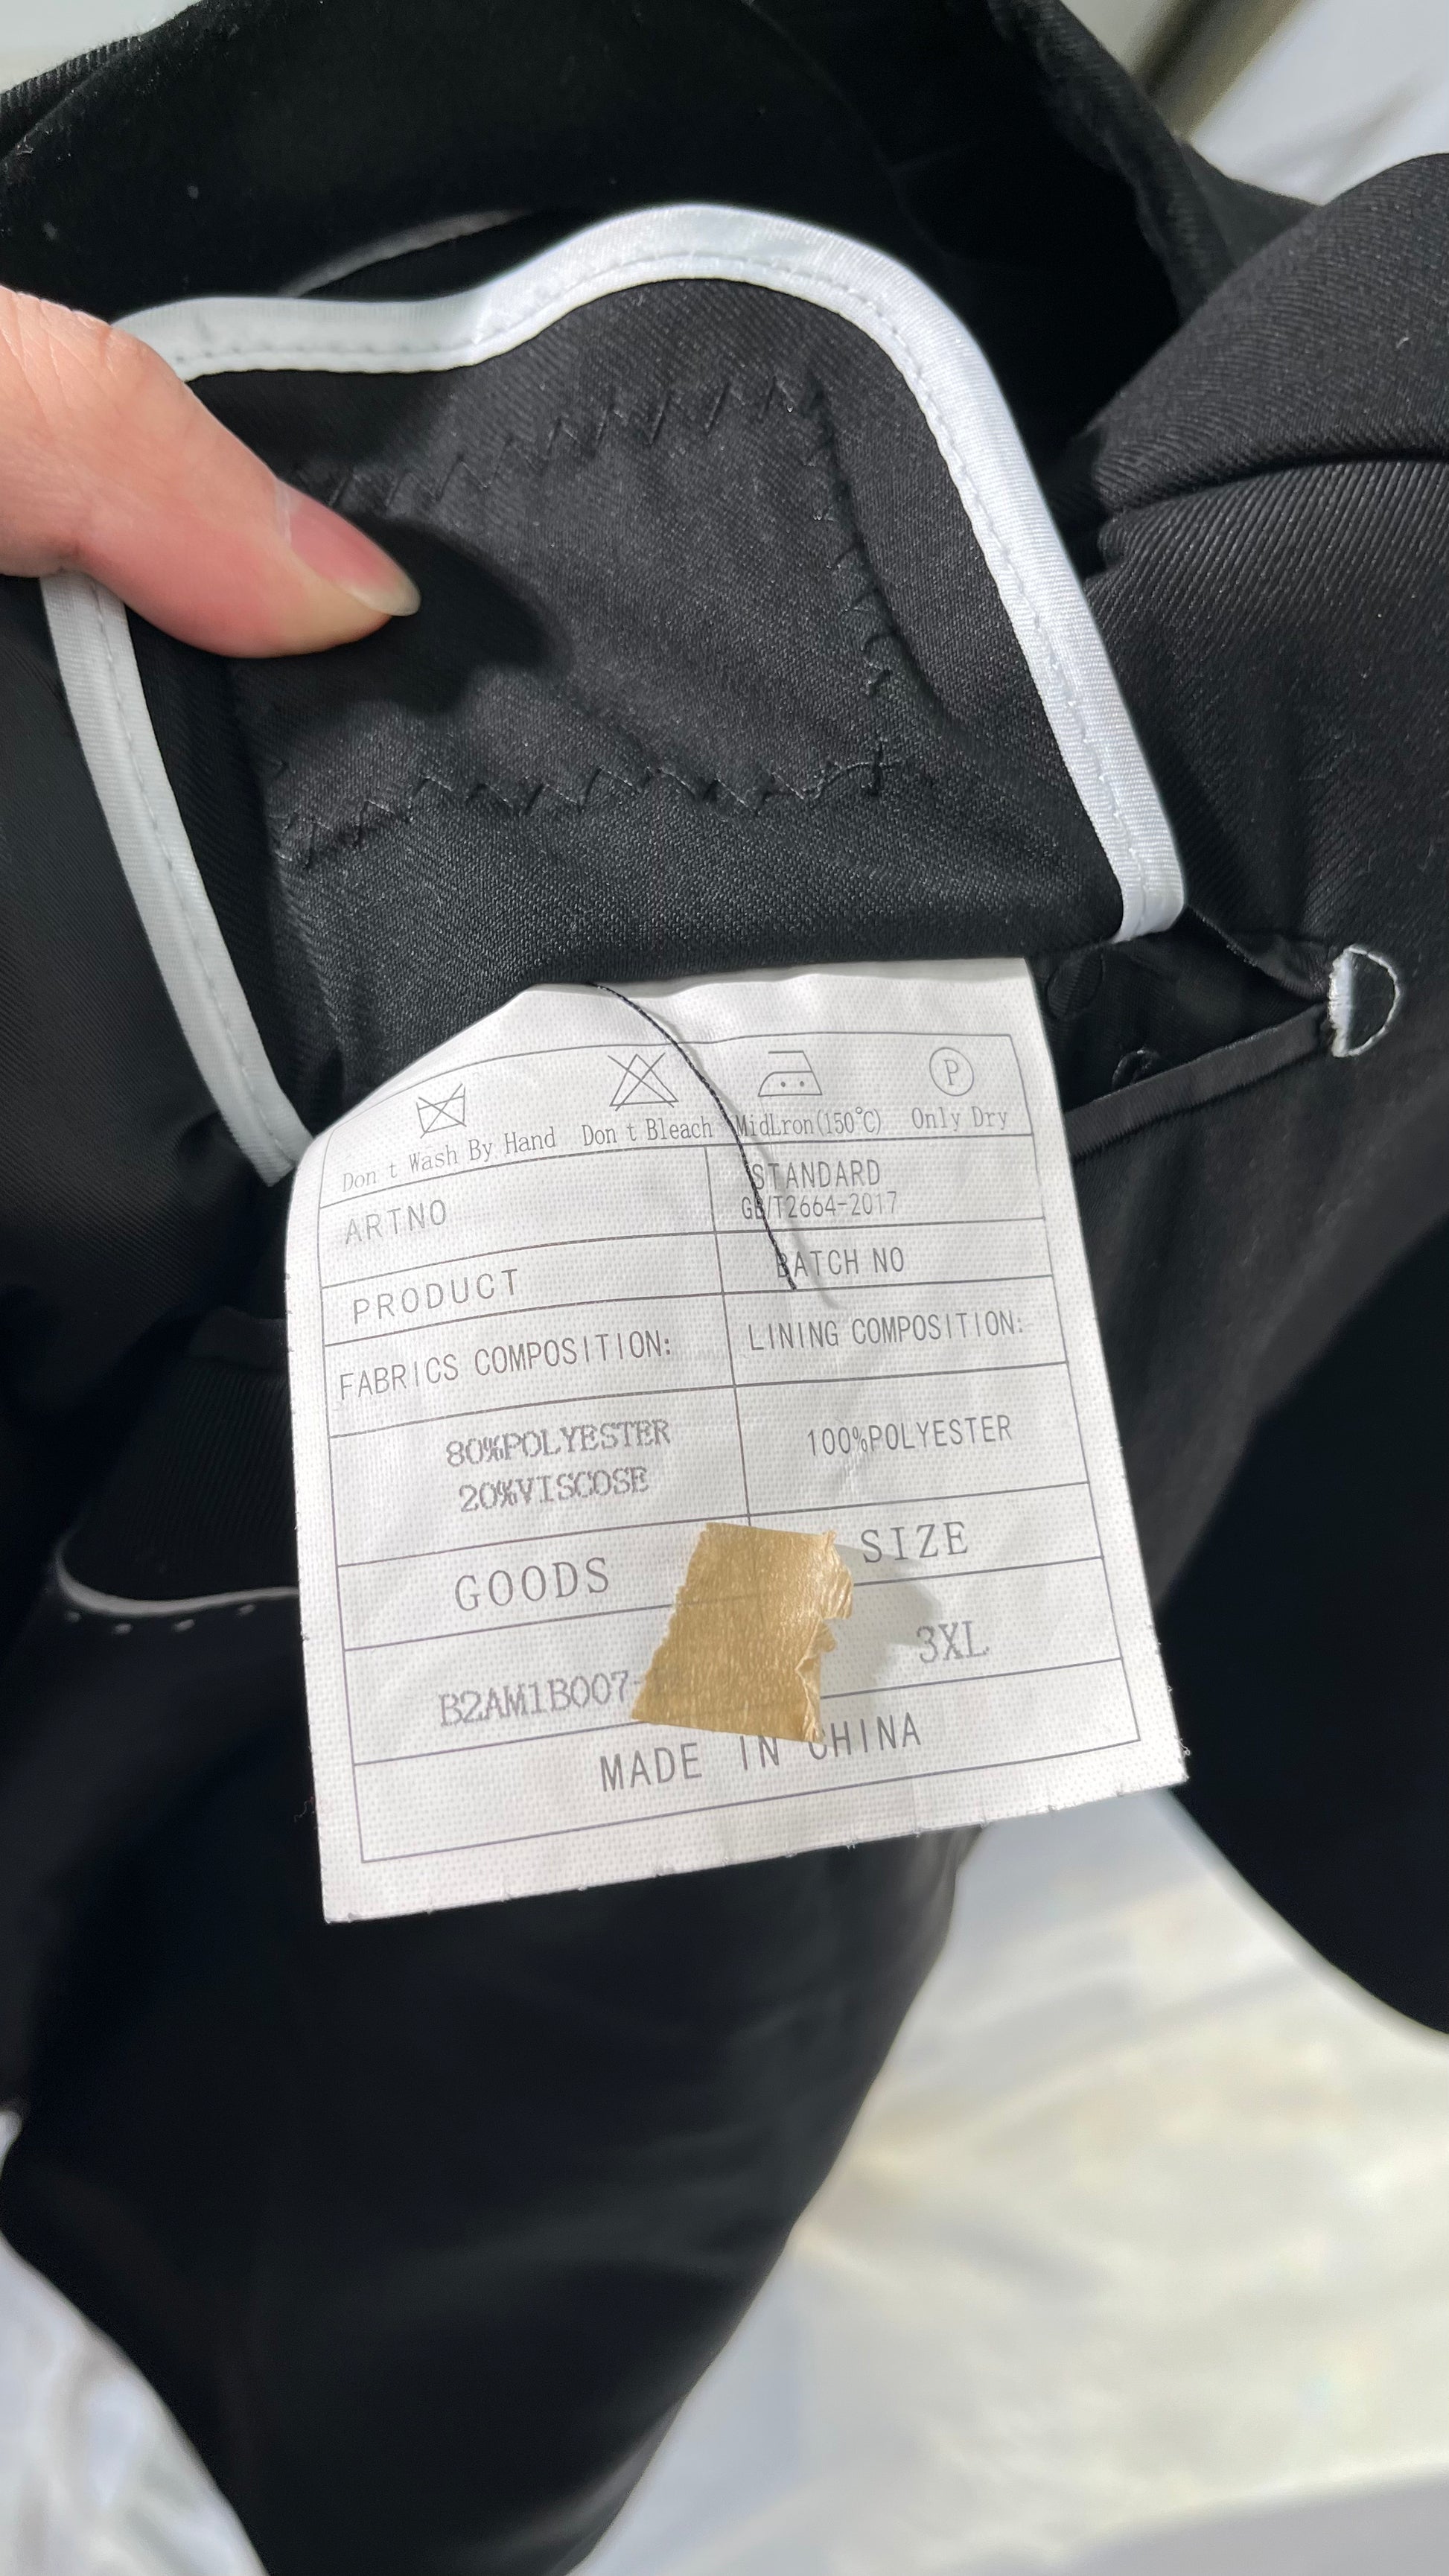 Don t Wash By Hand Don t Bleach MidLron(150℃) Only Dry
P
ARTNO
STANDARD
GB/T2664-2017
PRODUCT
BATCH NO
FABRICS COMPOSITION:
LINING COMPOSITION:
80%POLYESTER
20%VISCOSE
100%POLYESTER
GOODS
SIZE
B2AM1B007-
3XL
MADE IN CHINA